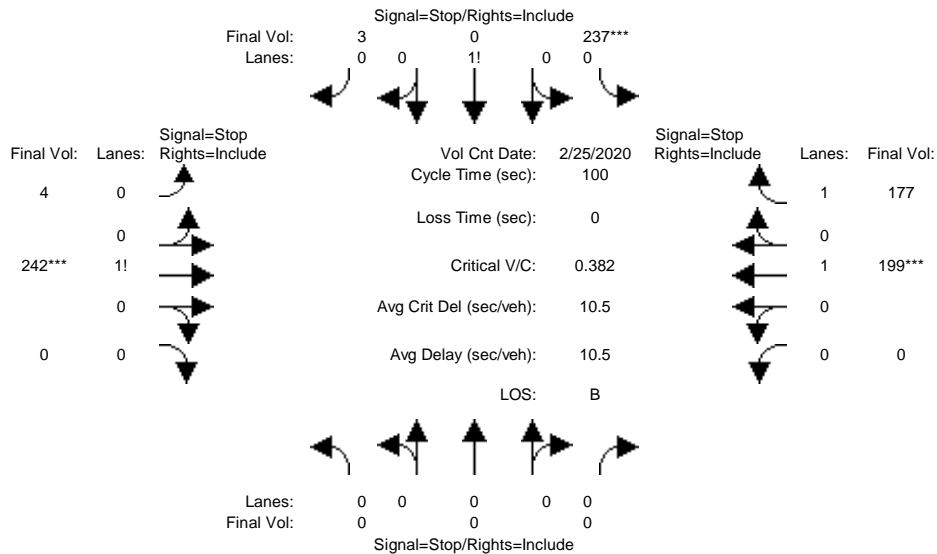 Signal=Stop/Rights=Include
Final Vol: 3 0 237***
Lanes: 0 0 1! 0 0
Signal=Stop Signal=Stop
Final Vol: Lanes: Rights=Include Vol Cnt Date: 2/25/2020 Rights=Include Lanes: Final Vol:
Cycle Time (sec): 100
4 0 1 177
Loss Time (sec): 0
0 0
242*** 1! Critical V/C: 0.382 1 199***
0 Avg Crit Del (sec/veh): 10.5 0
0 0 Avg Delay (sec/veh): 10.5 0 0
LOS: B
Lanes: 0 0 0 0 0
Final Vol: 0 0 0
Signal=Stop/Rights=Include